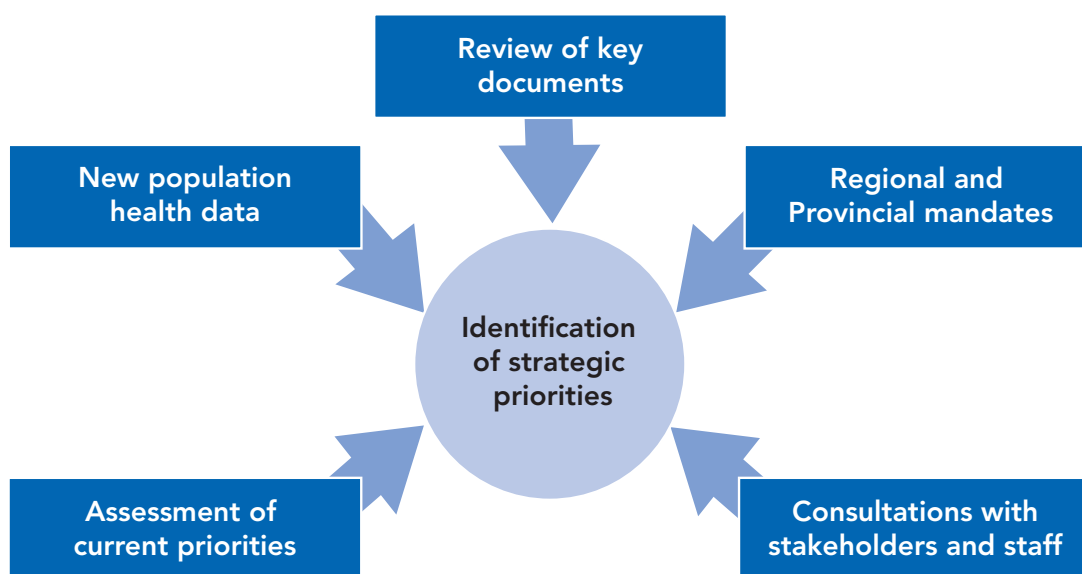 Review of key
documents
New population
health data
Regional and
Provincial mandates
Identification
of strategic
priorities
Assessment of
current priorities
Consultations with
stakeholders and staff